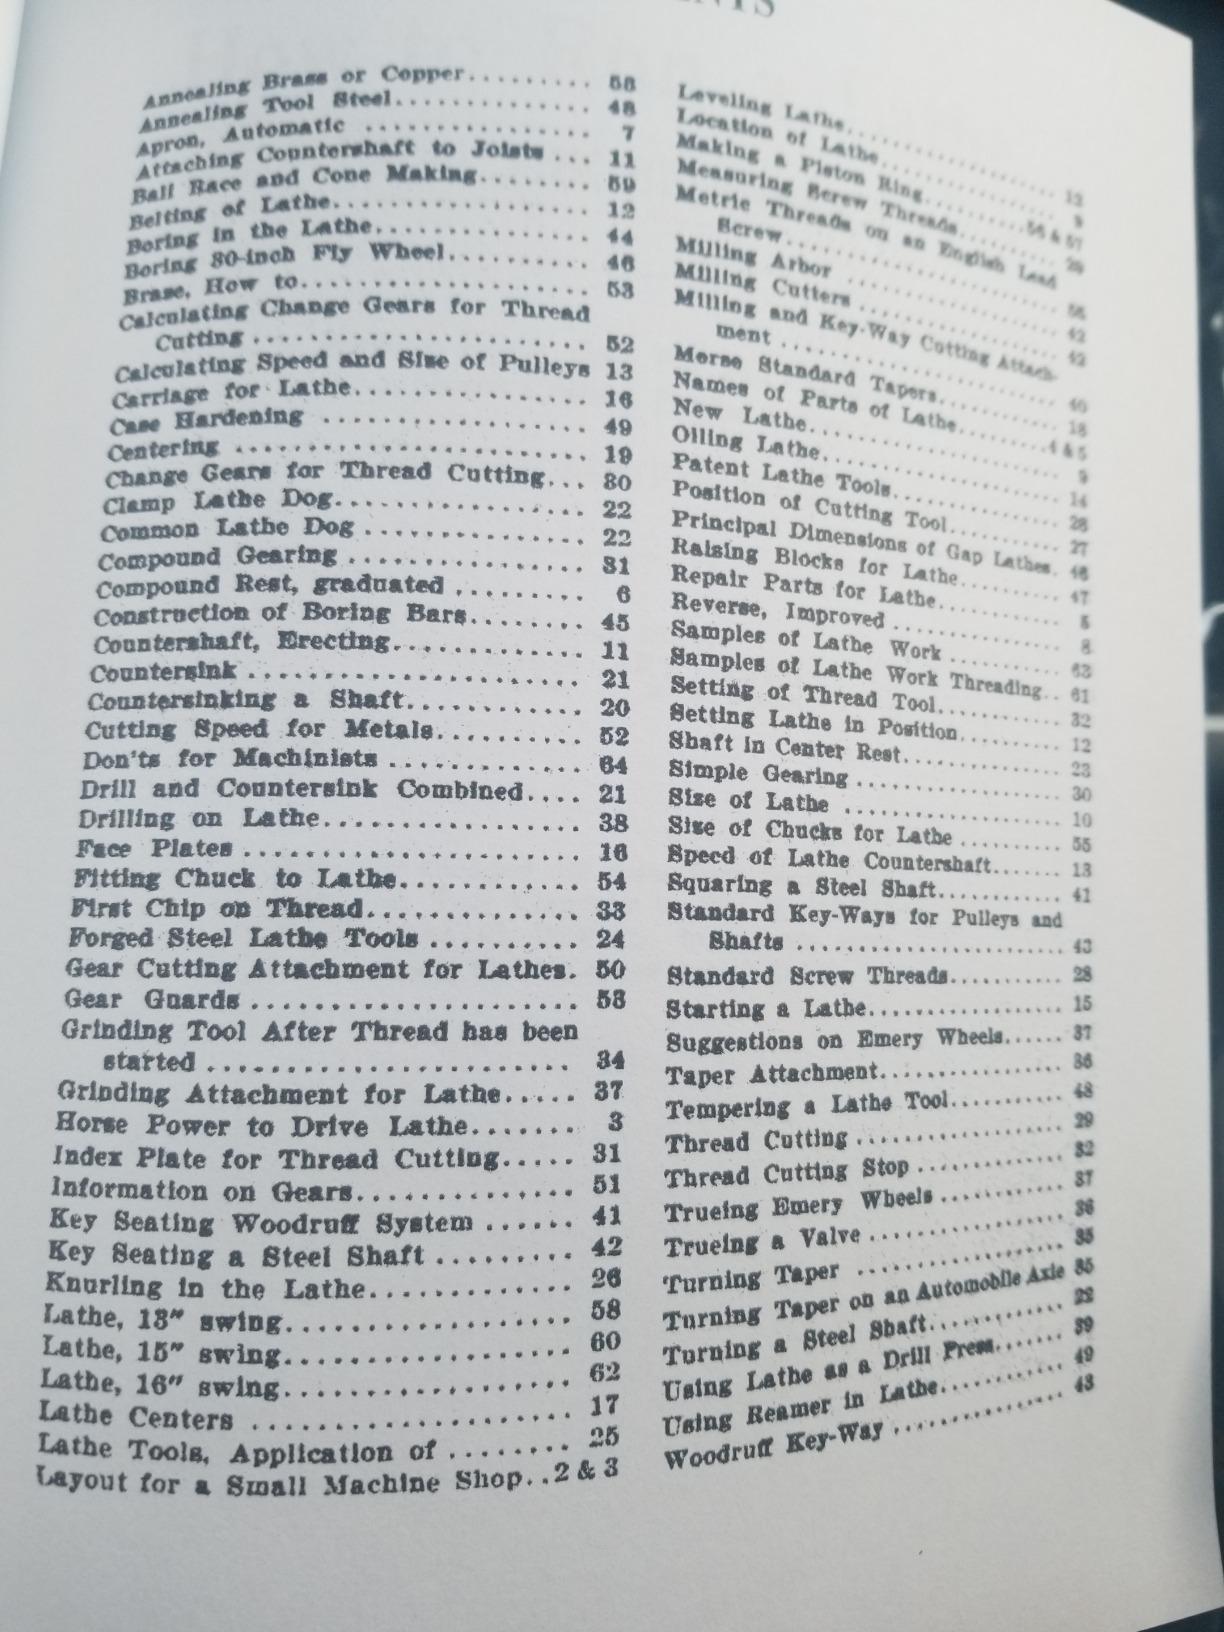 Annealing Brass or Copper......... 58
Annealing Tool Steel.............. 48
Apron, Automatic ................ 7
Attaching Countershaft to Joists ... 11
Ball Race and Cone Making........ 59
Belting of Lathe.................. 12
Boring in the Lathe............... 44
Boring 80-inch Fly Wheel.......... 46
Brase, How to.................... 53
Calculating Change Gears for Thread
Cutting ........................ 52
Calculating Speed and Size of Pulleys 13
Carriage for Lathe................ 16
Case Hardening .................. 49
Centering ........................ 19
Change Gears for Thread Cutting... 30
Clamp Lathe Dog................. 22
Common Lathe Dog ............... 22
Compound Gearing ................ 31
Compound Rest, graduated ......... 6
Construction of Boring Bars........ 45
Countershaft, Erecting............. 11
Countersink ...................... 21
Countersinking a Shaft............ 20
Cutting Speed for Metals.......... 52
Don'ts for Machinists ............. 64
Drill and Countersink Combined.... 21
Drilling on Lathe.................. 38
Face Plates ...................... 16
Fitting Chuck to Lathe............ 54
First Chip on Thread.............. 33
Forged Steel Lathe Tools .......... 24
Gear Cutting Attachment for Lathes. 50
Gear Guards ..................... 53
Grinding Tool After Thread has been
started ........................ 34
Grinding Attachment for Lathe..... 37
Horse Power to Drive Lathe....... 3
Index Plate for Thread Cutting..... 31
Information on Gears.............. 51
Key Seating Woodruff System ...... 41
Key Seating a Steel Shaft ......... 42
Knurling in the Lathe............. 26
Lathe, 13" swing.................. 58
Lathe, 15" swing.................. 60
Lathe, 16" swing.................. 62
Lathe Centers .................... 17
Lathe Tools, Application of ........ 25
Layout for a Small Machine Shop..2 & 3
Leveling Lathe.................... 12
Location of Lathe................. 9
Making a Piston Ring..........56 & 57
Measuring Screw Threads.......... 29
Metric Threads on an English Lead
Screw.......................... 55
Milling Arbor .................... 42
Milling Cutters ................... 42
Milling and Key-Way Cutting Attach-
ment .......................... 40
Morse Standard Tapers............ 18
Names of Parts of Lathe.........4 & 5
New Lathe....................... 9
Oiling Lathe...................... 14
Patent Lathe Tools................ 28
Position of Cutting Tool........... 27
Principal Dimensions of Gap Lathes. 46
Raising Blocks for Lathe.......... 47
Repair Parts for Lathe............ 5
Reverse, Improved ................ 8
Samples of Lathe Work ........... 63
Samples of Lathe Work Threading.. 61
Setting of Thread Tool............ 32
Setting Lathe in Position.......... 12
Shaft in Center Rest.............. 23
Simple Gearing ................... 30
Size of Lathe .................... 10
Size of Chucks for Lathe .......... 55
Speed of Lathe Countershaft....... 13
Squaring a Steel Shaft............ 41
Standard Key-Ways for Pulleys and
Shafts ........................ 43
Standard Screw Threads........... 28
Starting a Lathe.................. 15
Suggestions on Emery Wheels...... 37
Taper Attachment................. 36
Tempering a Lathe Tool........... 48
Thread Cutting ................... 29
Thread Cutting Stop .............. 32
Trueing Emery Wheels ............ 37
Trueing a Valve .................. 36
Turning Taper ................... 35
Turning Taper on an Automobile Axle 35
Turning a Steel Shaft............. 22
Using Lathe as a Drill Press....... 39
Using Reamer in Lathe............ 49
Woodruff Key-Way ............... 43